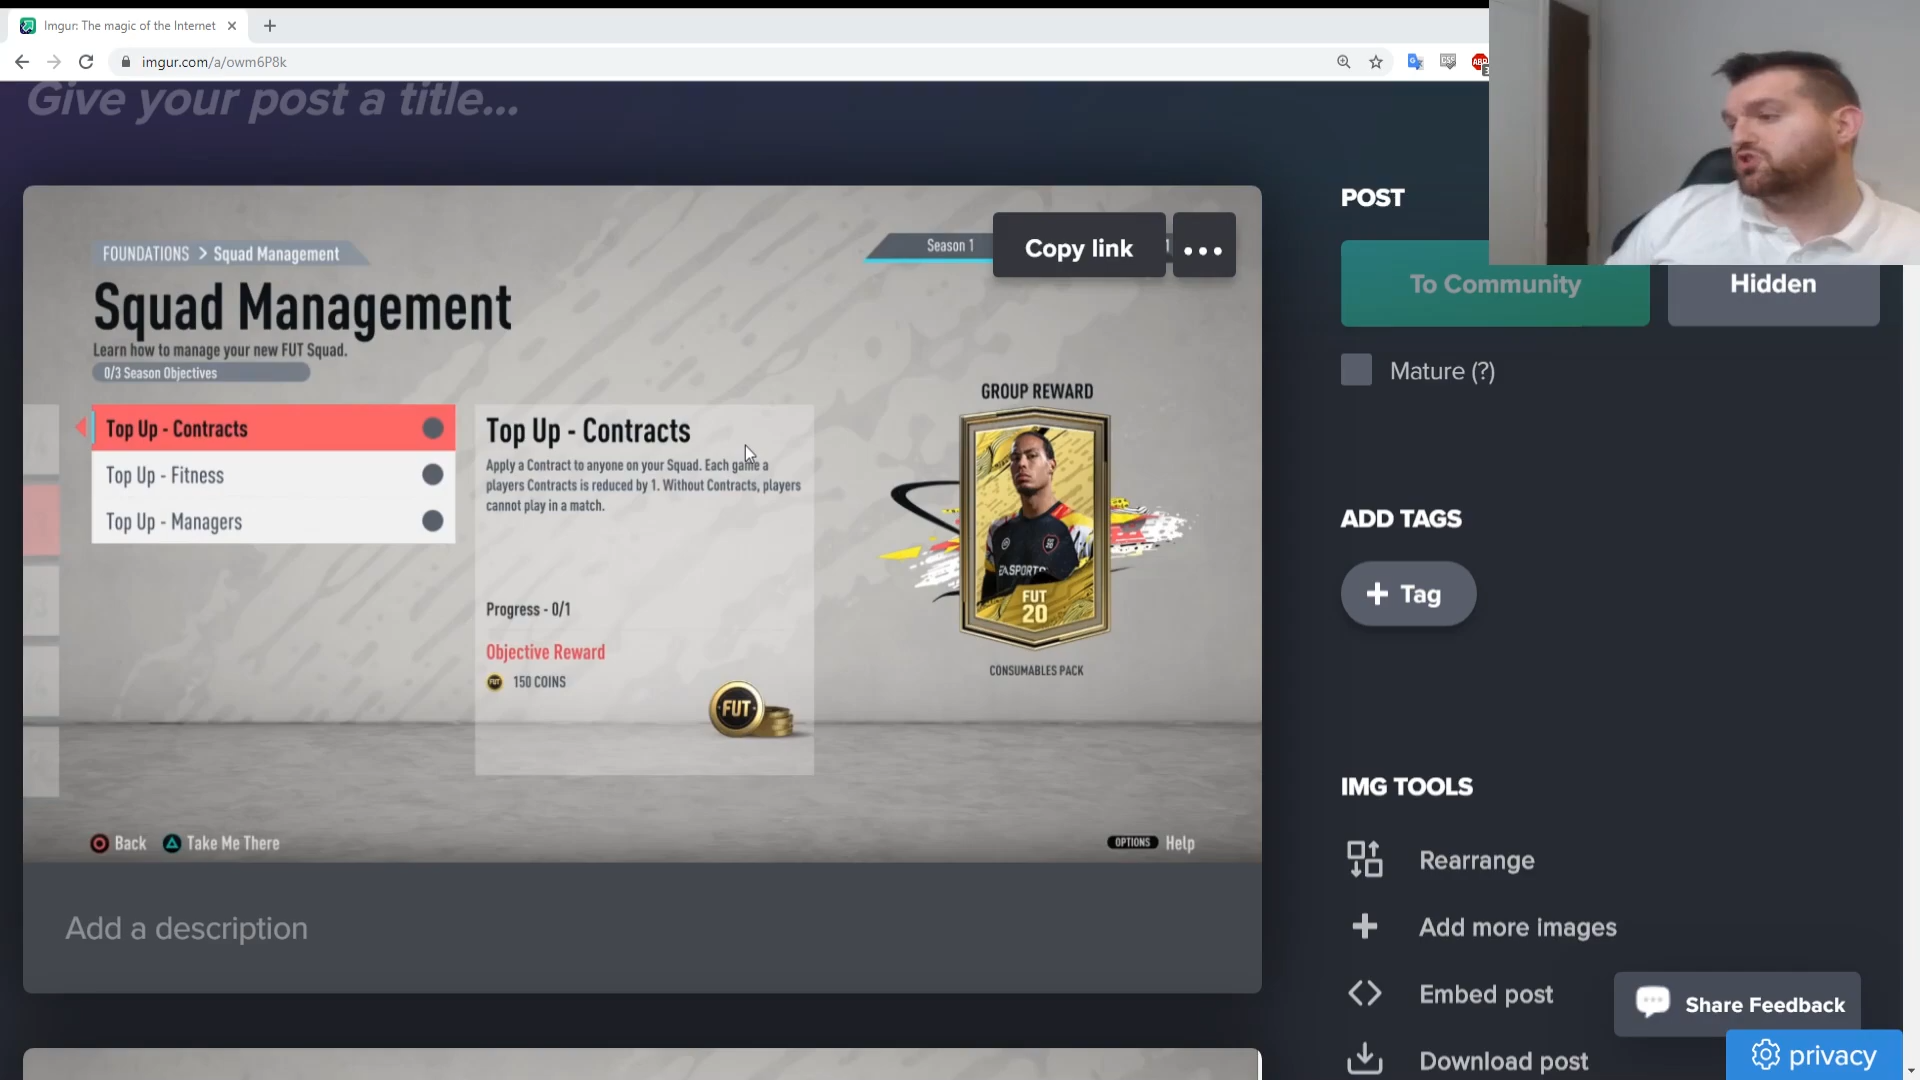 Imgur: The magic of the Internet
imgur.com/a/owm6P8k
Give your post a title...
FOUNDATIONS > Squad Management
Season 1
Copy link
Squad Management
Learn how to manage your new FUT Squad.
0/3 Season Objectives
Top Up - Contracts
Top Up - Fitness
Top Up - Managers
Top Up - Contracts
Apply a Contract to anyone on your Squad. Each game a
players Contracts is reduced by 1. Without Contracts, players
cannot play in a match.
Progress - 0/1
Objective Reward
FUT
150 COINS
FUT
GROUP REWARD
EA SPORTS
FUT
20
CONSUMABLES PACK
Back
Take Me There
OPTIONS
Help
Add a description
POST
To Community
Hidden
Mature (?)
ADD TAGS
+ Tag
IMG TOOLS
Rearrange
Add more images
Embed post
Download post
Share Feedback
privacy